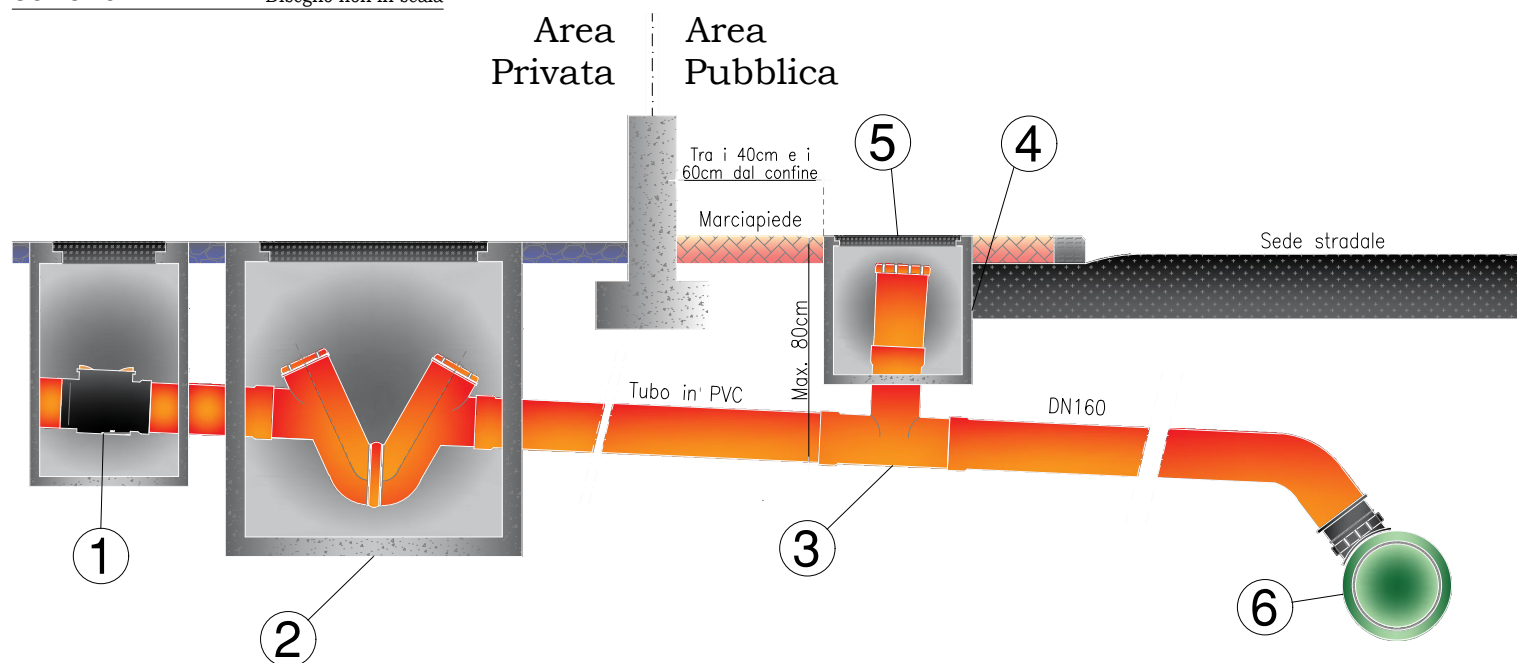 Disegno non in scala
Area
Privata
Area
Pubblica
Tra i 40cm e i
60cm dal confine
Marciapiede
Sede stradale
Max. 80cm
Tubo in' PVC
DN160
1
2
3
4
5
6